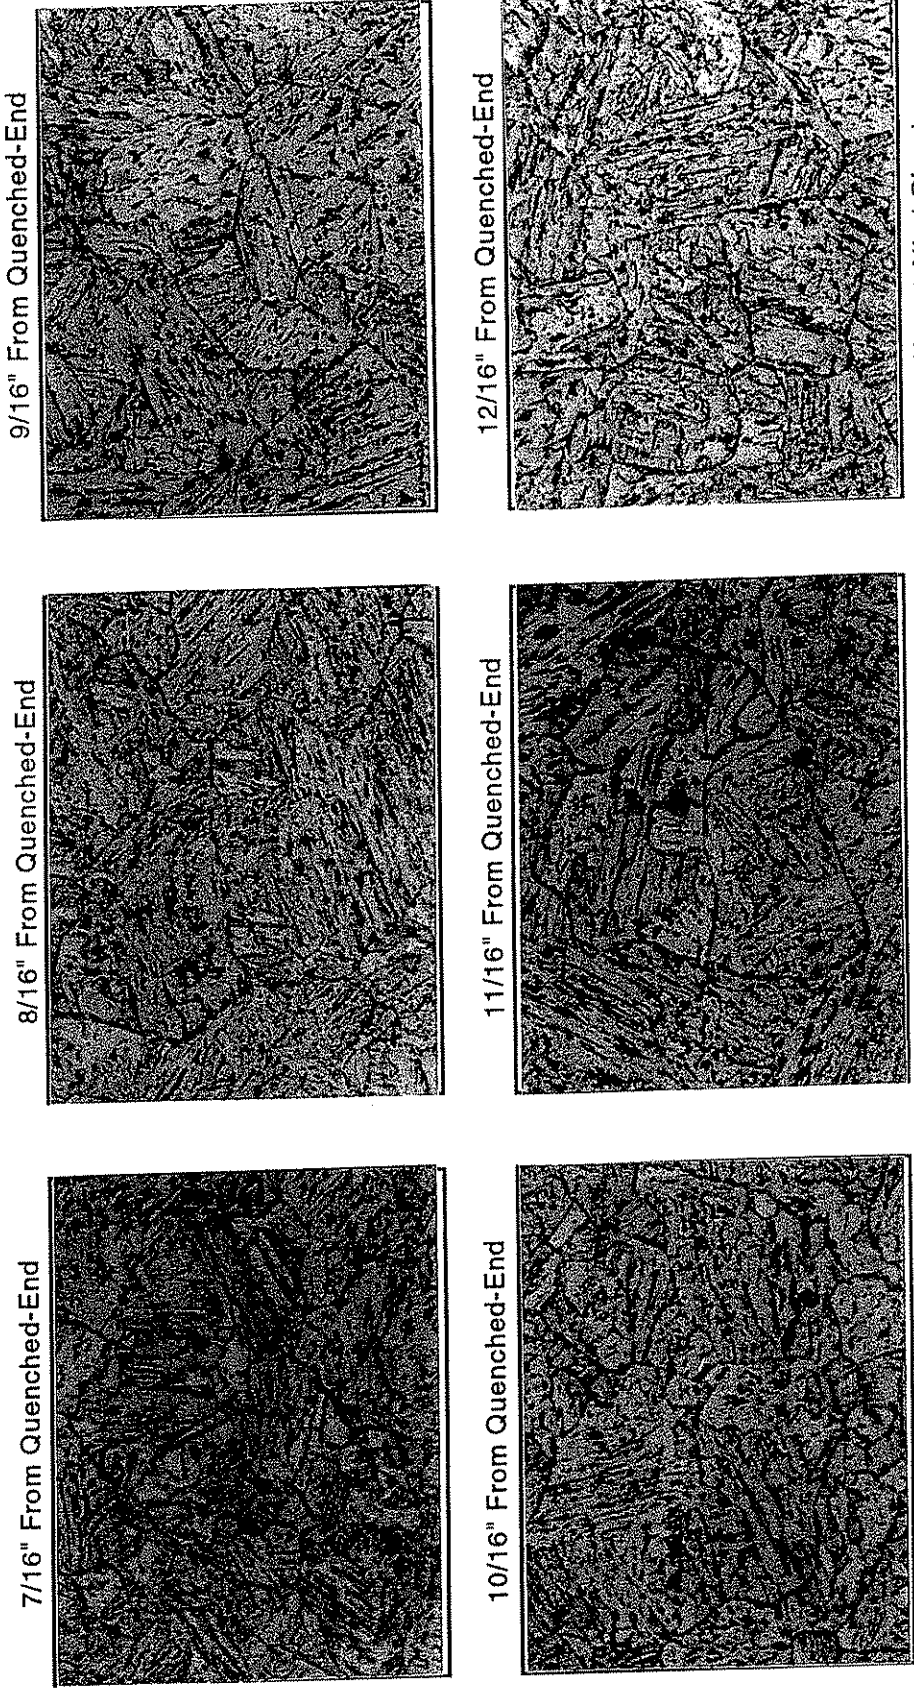 7/16" From Quenched-End
8/16" From Quenched-End
9/16" From Quenched-End
10/16" From Quenched-End
11/16" From Quenched-End
12/16" From Quenched-End